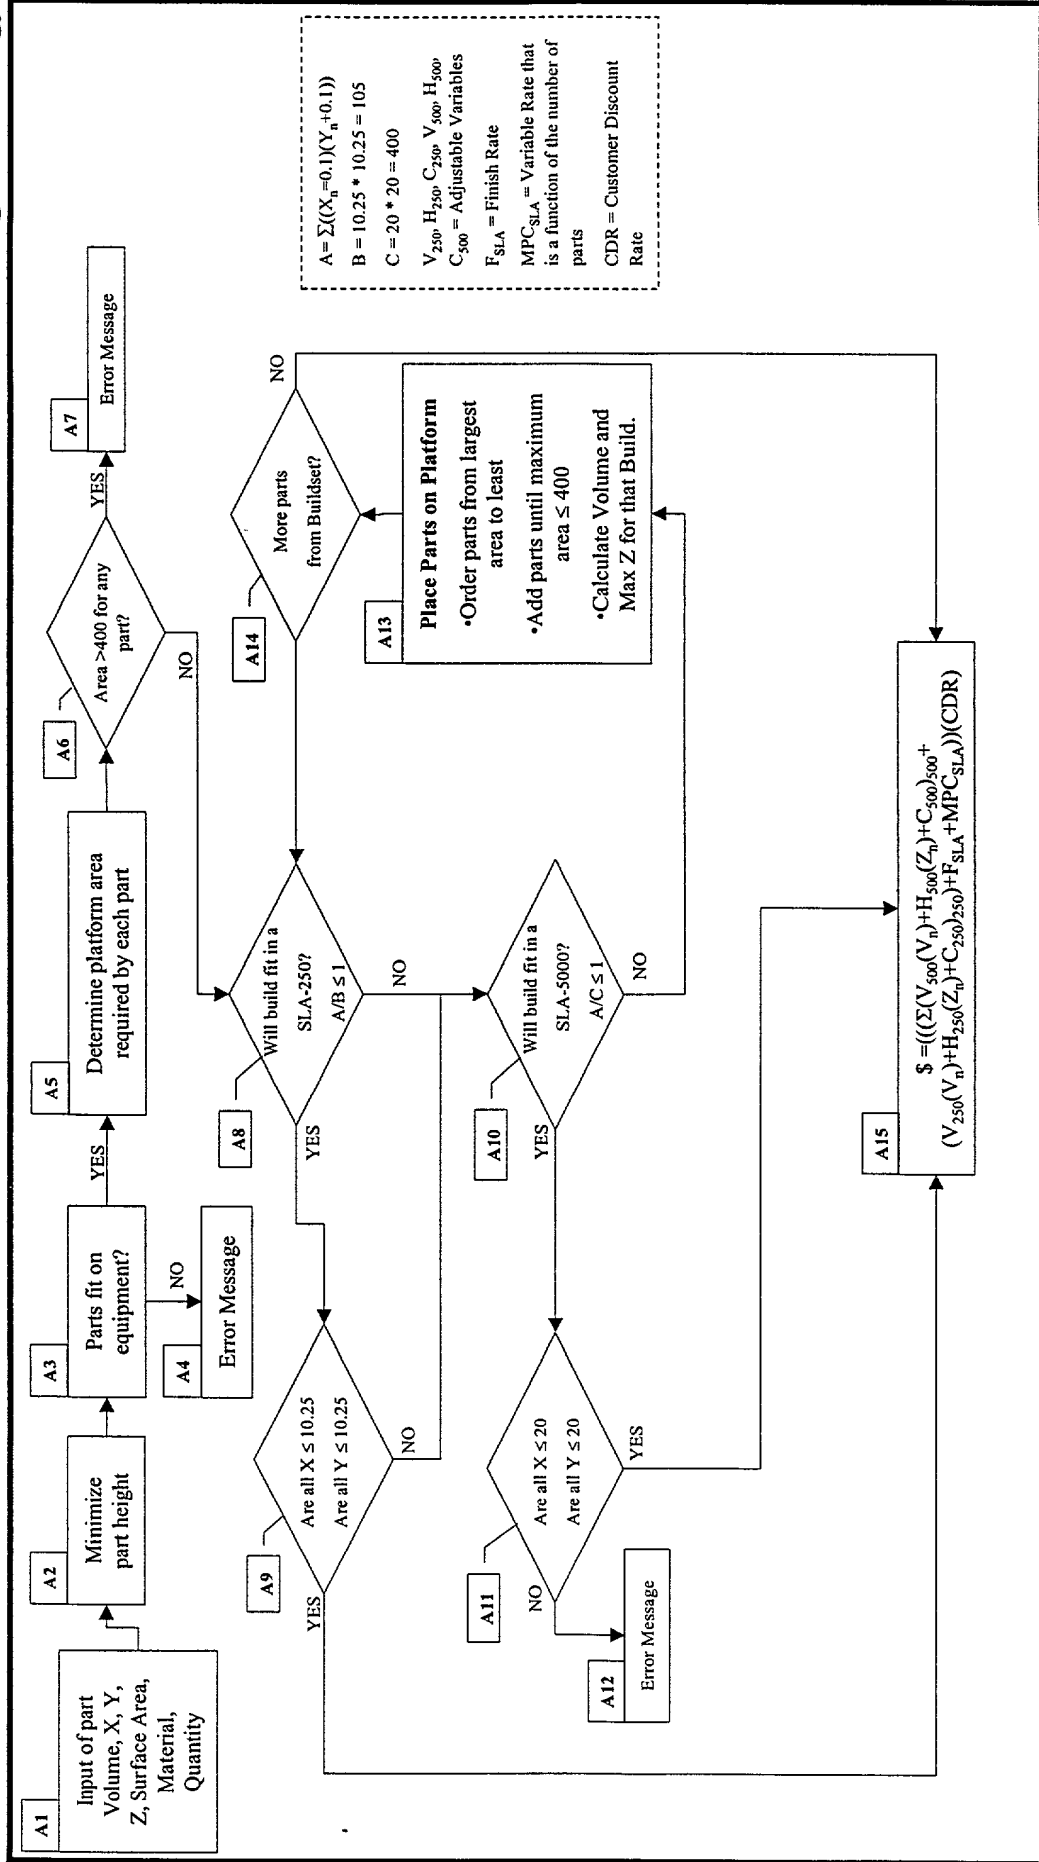 A1
Input of part
Volume, X, Y,
Z, Surface Area,
Material,
Quantity
A2
Minimize
part height
A3
Parts fit on
equipment?
YES
NO
A4
Error Message
A5
Determine platform area
required by each part
A6
Area >400 for any
part?
YES
NO
A7
Error Message
A8
Will build fit in a
SLA-250?
A/B ≤ 1
YES
NO
A9
Are all X ≤ 10.25
Are all Y ≤ 10.25
YES
NO
A10
Will build fit in a
SLA-5000?
A/C ≤ 1
YES
NO
A11
Are all X ≤ 20
Are all Y ≤ 20
NO
YES
A12
Error Message
A13
Place Parts on Platform
•Order parts from largest
area to least
•Add parts until maximum
area ≤ 400
•Calculate Volume and
Max Z for that Build.
A14
More parts
from Buildset?
NO
A15
$ =(((Σ(V500(Vn)+H500(Zn)+C500)500+
(V250(Vn)+H250(Zn)+C250)250)+FSLA+MPCSLA))(CDR)
A= Σ((Xn=0.1)(Yn+0.1))
B = 10.25 * 10.25 = 105
C = 20 * 20 = 400
V250, H250, C250, V500, H500,
C500 = Adjustable Variables
FSLA = Finish Rate
MPCSLA = Variable Rate that
is a function of the number of
parts
CDR = Customer Discount
Rate